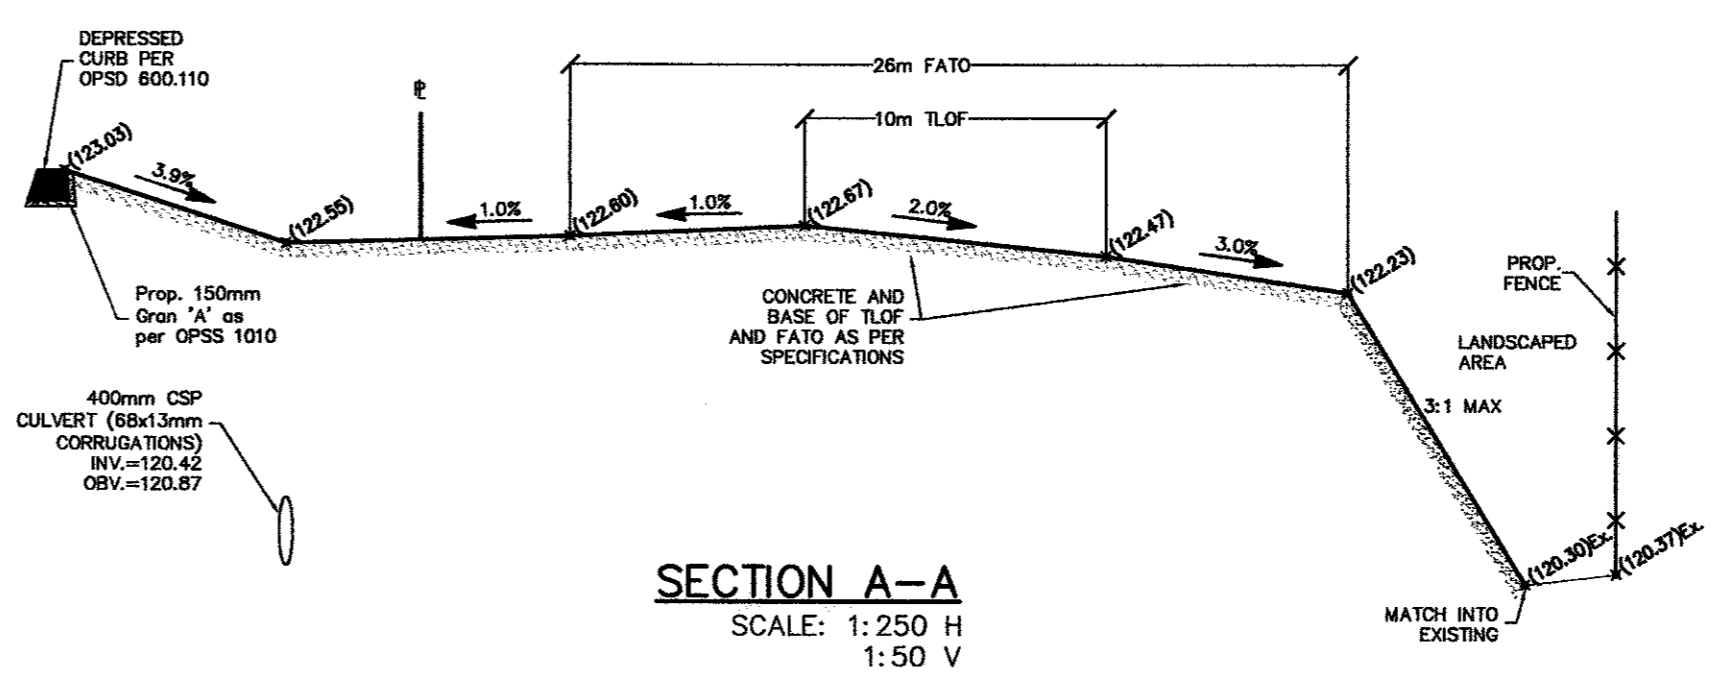 DEPRESSED
CURB PER
OPSD 600.110
(123.03)
3.9%
(122.55)
℄
1.0%
(122.60)
1.0%
(122.67)
2.0%
(122.47)
3.0%
(122.23)
26m FATO
10m TLOF
Prop. 150mm
Gran 'A' as
per OPSS 1010
CONCRETE AND
BASE OF TLOF
AND FATO AS PER
SPECIFICATIONS
PROP.
FENCE
LANDSCAPED
AREA
3:1 MAX
400mm CSP
CULVERT (68x13mm
CORRUGATIONS)
INV.=120.42
OBV.=120.87
(120.30)Ex.
(120.37)Ex.
MATCH INTO
EXISTING
SECTION A-A
SCALE: 1:250 H
1:50 V